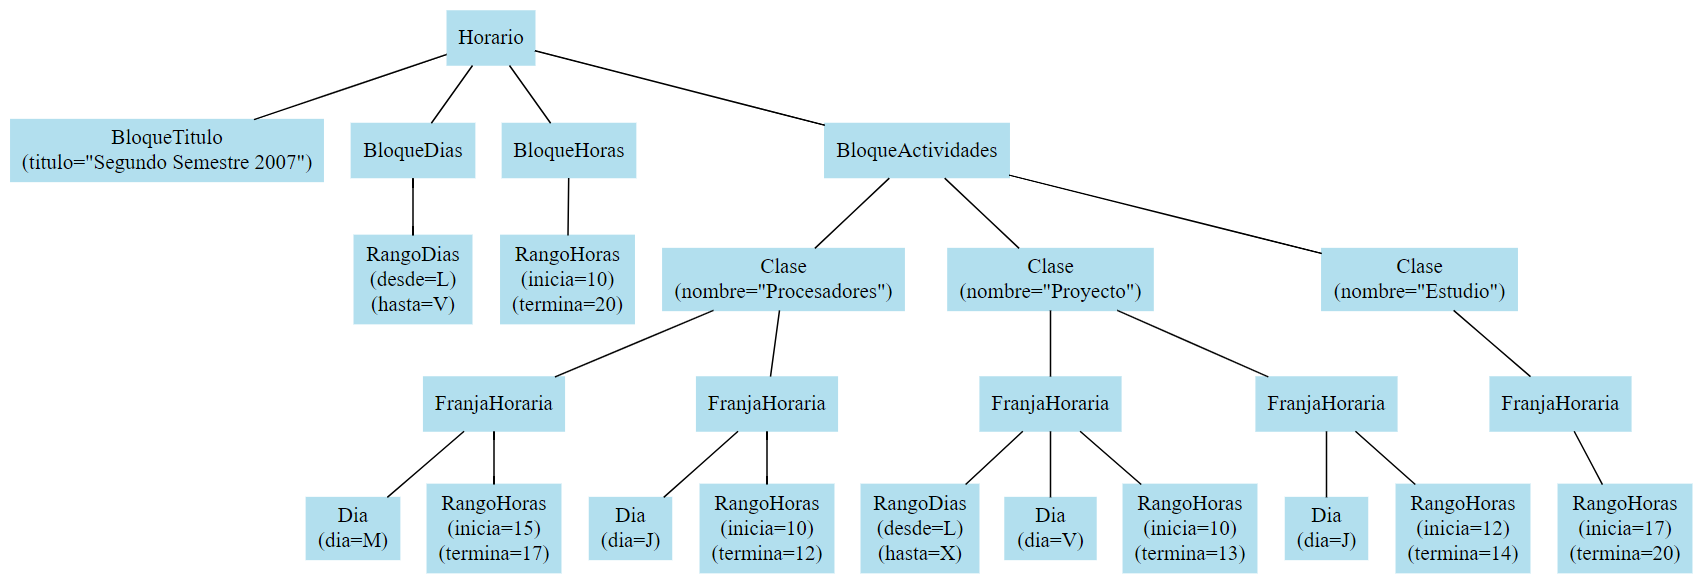 Horario
BloqueTitulo
(titulo="Segundo Semestre 2007")
BloqueDias
BloqueHoras
BloqueActividades
RangoDias
(desde=L)
(hasta=V)
RangoHoras
(inicia=10)
(termina=20)
Clase
(nombre="Procesadores")
Clase
(nombre="Proyecto")
Clase
(nombre="Estudio")
FranjaHoraria
FranjaHoraria
FranjaHoraria
FranjaHoraria
FranjaHoraria
Dia
(dia=M)
RangoHoras
(inicia=15)
(termina=17)
Dia
(dia=J)
RangoHoras
(inicia=10)
(termina=12)
RangoDias
(desde=L)
(hasta=X)
Dia
(dia=V)
RangoHoras
(inicia=10)
(termina=13)
Dia
(dia=J)
RangoHoras
(inicia=12)
(termina=14)
RangoHoras
(inicia=17)
(termina=20)